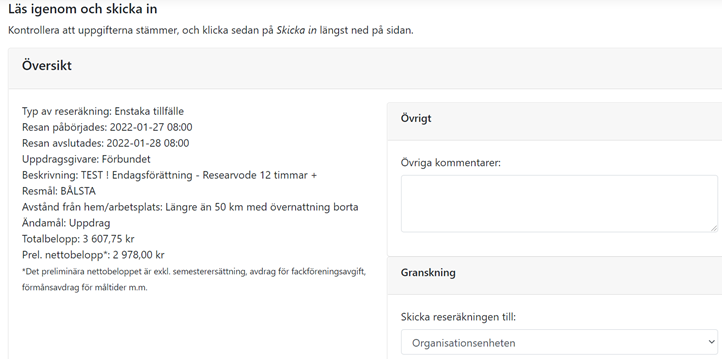 Läs igenom och skicka in
Kontrollera att uppgifterna stämmer, och klicka sedan på Skicka in längst ned på sidan.
Översikt
Typ av reseräkning: Enstaka tillfälle
Resan påbörjades: 2022-01-27 08:00
Resan avslutades: 2022-01-28 08:00
Uppdragsgivare: Förbundet
Beskrivning: TEST ! Endagsförättning - Researvode 12 timmar +
Resmål: BÅLSTA
Avstånd från hem/arbetsplats: Längre än 50 km med övernattning borta
Ändamål: Uppdrag
Totalbelopp: 3 607,75 kr
Prel. nettobelopp*: 2 978,00 kr
*Det preliminära nettobeloppet är exkl. semesterersättning, avdrag för fackföreningsavgift,
förmånsavdrag för måltider m.m.
Övrigt
Övriga kommentarer:
Granskning
Skicka reseräkningen till:
Organisationsenheten